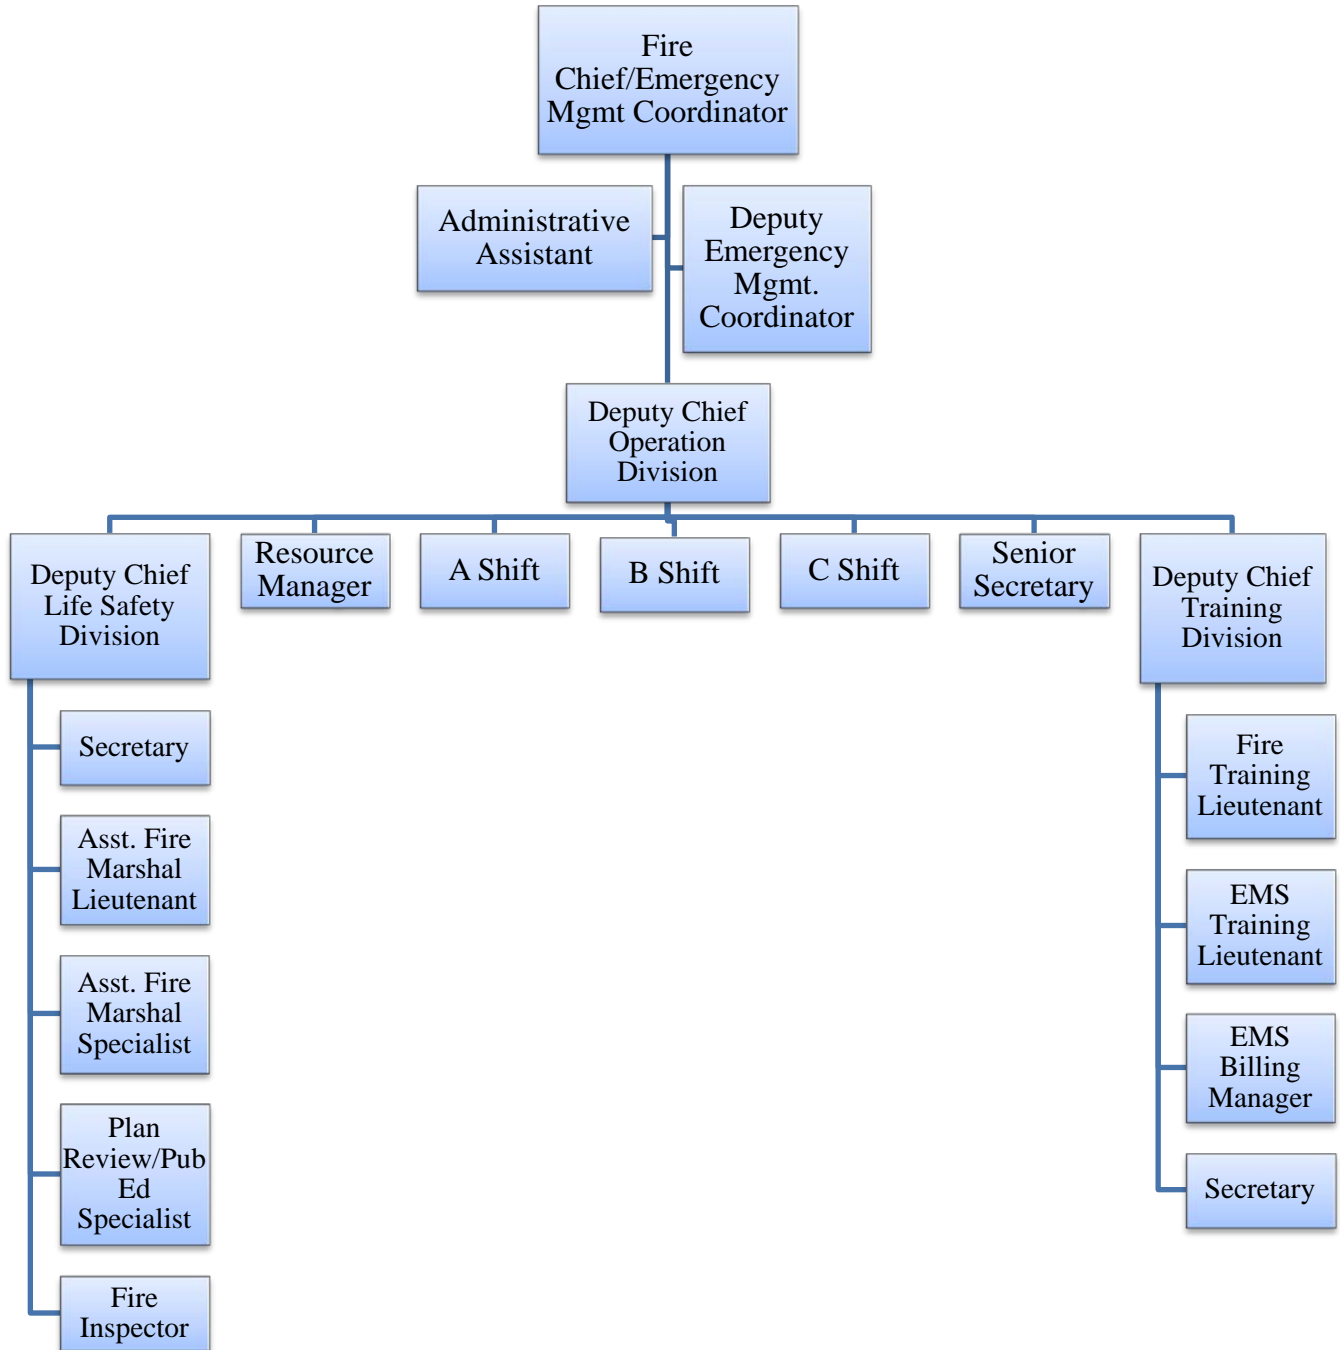 Fire
Chief/Emergency
Mgmt Coordinator
Administrative
Assistant
Deputy
Emergency
Mgmt.
Coordinator
Deputy Chief
Operation
Division
Deputy Chief
Life Safety
Division
Resource
Manager
A Shift
B Shift
C Shift
Senior
Secretary
Deputy Chief
Training
Division
Secretary
Asst. Fire
Marshal
Lieutenant
Asst. Fire
Marshal
Specialist
Plan
Review/Pub
Ed
Specialist
Fire
Inspector
Fire
Training
Lieutenant
EMS
Training
Lieutenant
EMS
Billing
Manager
Secretary